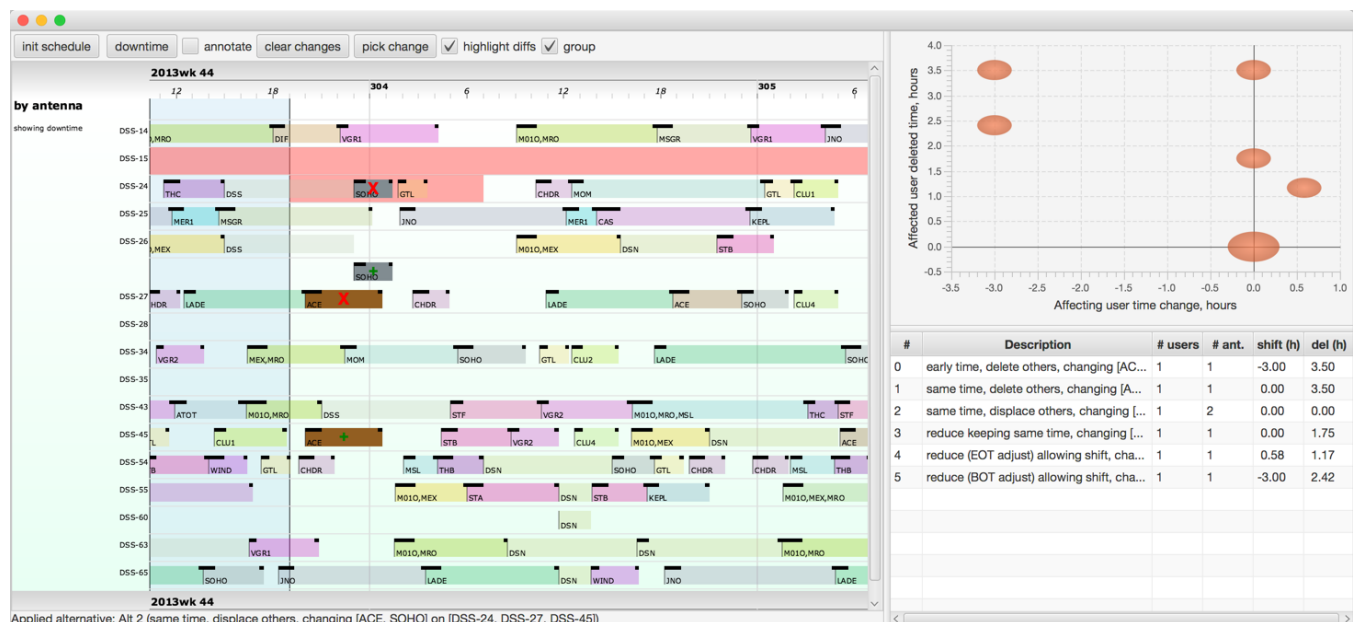 init schedule downtime annotate clear changes pick change highlight diffs group
2013wk 44
12 18 304 6 12 18 305 6
by antenna
showing downtime
DSS-14 ,MRO DIF VGR1 M01O,MRO MSGR VGR1 JNO
DSS-15
DSS-24 THC DSS SOHO X GTL CHDR MOM GTL CLU1
DSS-25 MER1 MSGR JNO MER1 CAS KEPL
DSS-26 ,MEX DSS M01O,MEX DSN STB
SOHO +
DSS-27 HDR LADE ACE X CHDR LADE ACE SOHO CLU4
DSS-28
DSS-34 VGR2 MEX,MRO MOM SOHO GTL CLU2 LADE SOHO
DSS-35
DSS-43 ATOT M01O,MRO DSS STF VGR2 M01O,MRO,MSL THC STF
DSS-45 L CLU1 ACE + STB VGR2 CLU4 M01O,MEX DSN ACE
DSS-54 B WIND GTL CHDR MSL THB DSN SOHO GTL CHDR CHDR MSL THB
DSS-55 M01O,MEX STA DSN STB KEPL M01O,MEX,MRO
DSS-60 DSN
DSS-63 VGR1 M01O,MRO DSN DSN M01O,MRO
DSS-65 SOHO JNO LADE DSN WIND JNO LADE
2013wk 44
Applied alternative: Alt 2 (same time, displace others, changing [ACE, SOHO] on [DSS-24, DSS-27, DSS-45])
Affected user deleted time, hours
4.0
3.5
3.0
2.5
2.0
1.5
1.0
0.5
0.0
-0.5
-3.5 -3.0 -2.5 -2.0 -1.5 -1.0 -0.5 0.0 0.5 1.0
Affecting user time change, hours
# Description # users # ant. shift (h) del (h)
0 early time, delete others, changing [AC... 1 1 -3.00 3.50
1 same time, delete others, changing [A... 1 1 0.00 3.50
2 same time, displace others, changing [... 1 2 0.00 0.00
3 reduce keeping same time, changing [... 1 1 0.00 1.75
4 reduce (EOT adjust) allowing shift, cha... 1 1 0.58 1.17
5 reduce (BOT adjust) allowing shift, cha... 1 1 -3.00 2.42